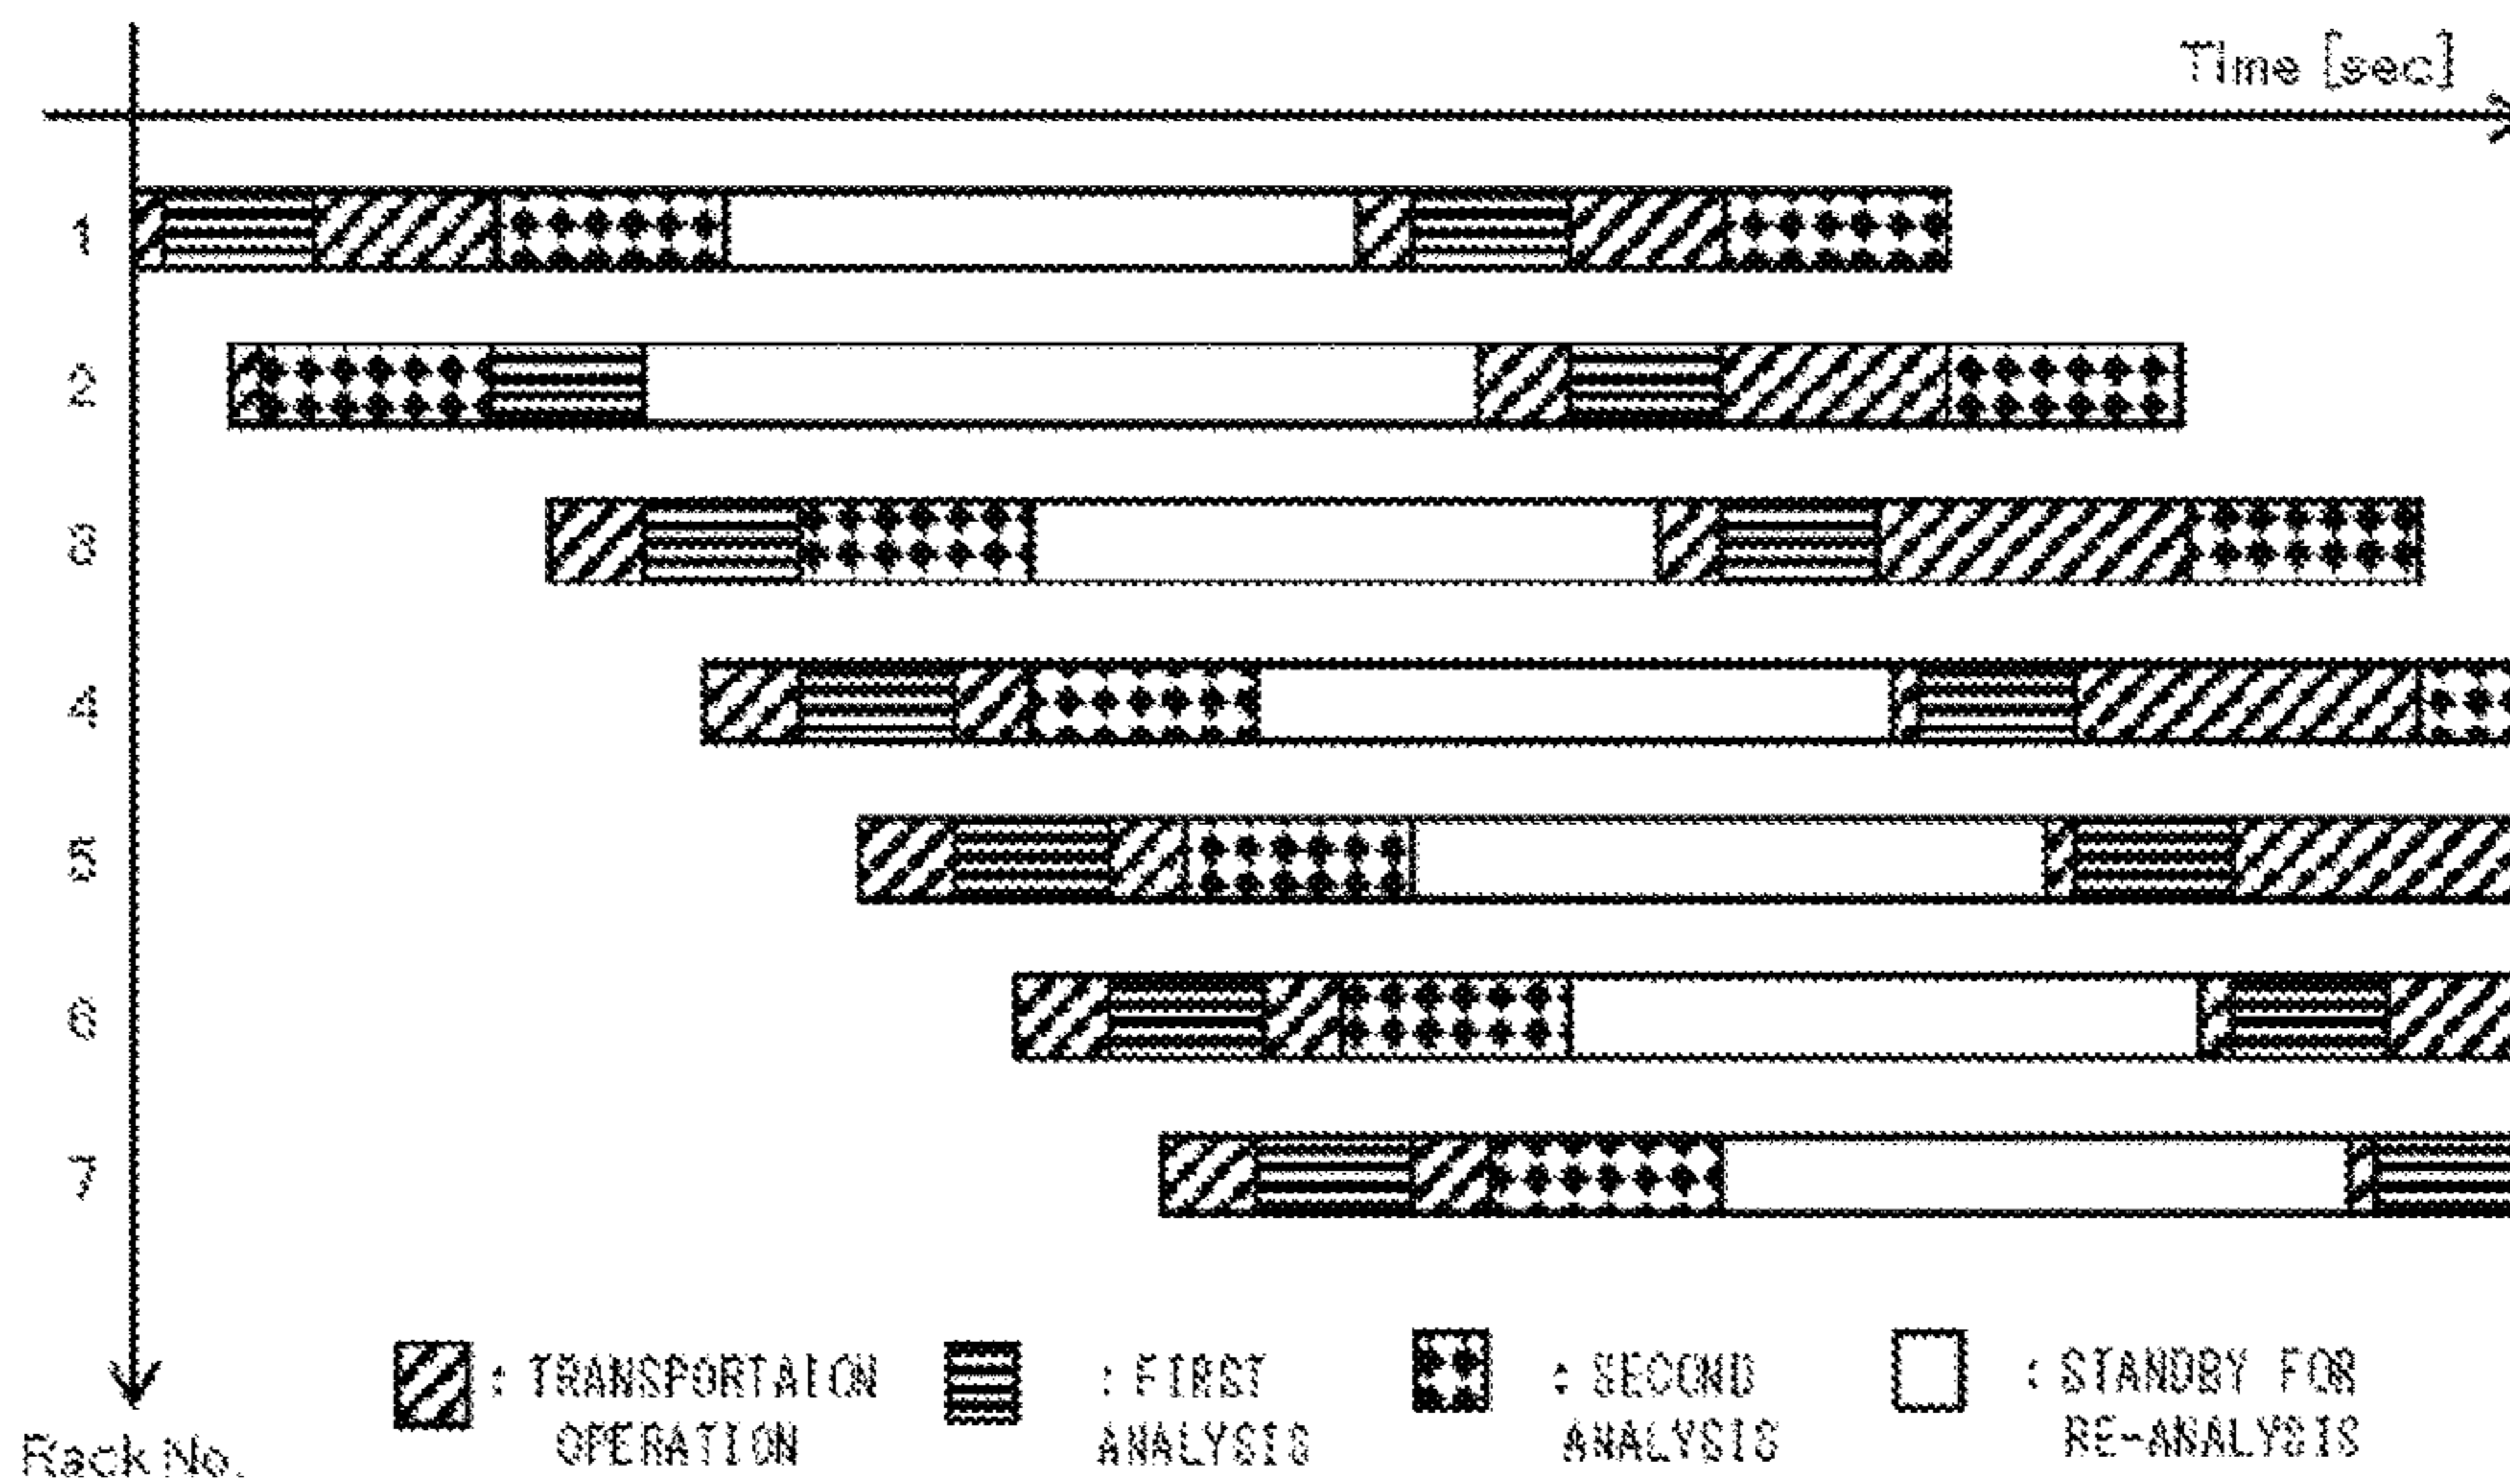 Time [sec]
1
2
3
4
5
6
7
: TRANSPORTAION
OPERATION
: FIRST
ANALYSIS
: SECOND
ANALYSIS
: STANDBY FOR
RE-ANALYSIS
Rack No.